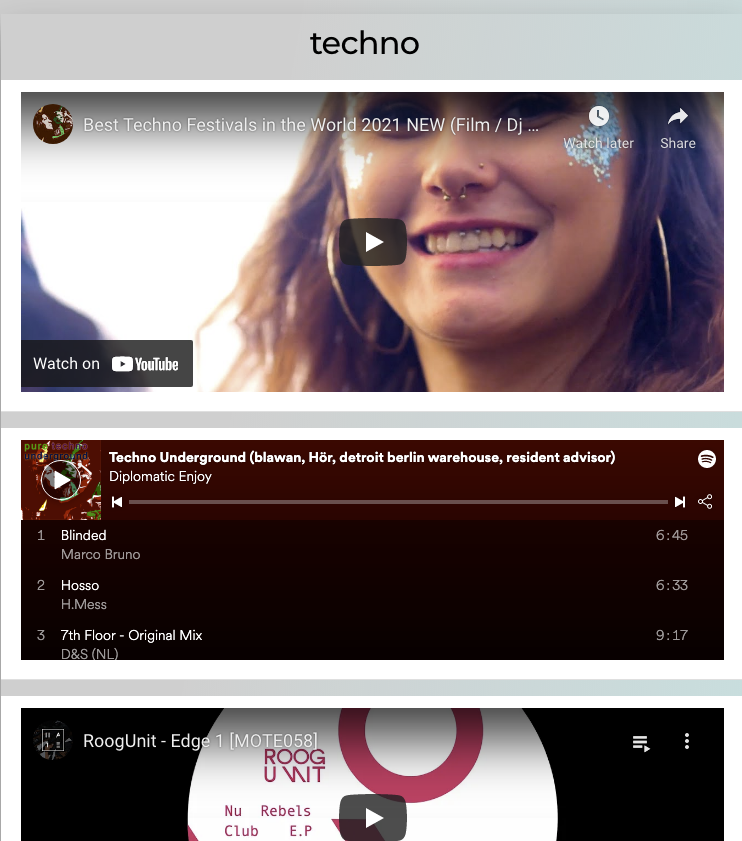 techno
Best Techno Festivals in the World 2021 NEW (Film / Dj ...
Watch later
Share
Watch on YouTube
pure techno
underground
Techno Underground (blawan, Hör, detroit berlin warehouse, resident advisor)
Diplomatic Enjoy
1 Blinded 6:45
Marco Bruno
2 Hosso 6:33
H.Mess
3 7th Floor - Original Mix 9:17
D&S (NL)
RoogUnit - Edge 1 [MOTE058]
ROOG
UNIT
Nu Rebels
Club E.P